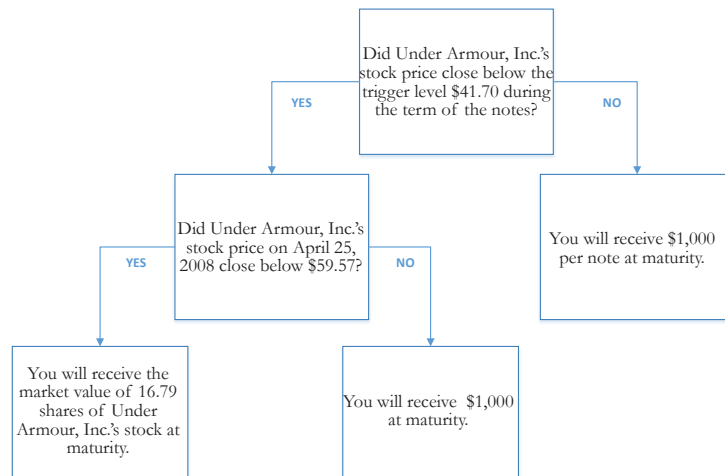 Did Under Armour, Inc.'s
stock price close below the
trigger level $41.70 during
the term of the notes?
YES
NO
Did Under Armour, Inc.'s
stock price on April 25,
2008 close below $59.57?
You will receive $1,000
per note at maturity.
YES
NO
You will receive the
market value of 16.79
shares of Under
Armour, Inc.'s stock at
maturity.
You will receive $1,000
at maturity.